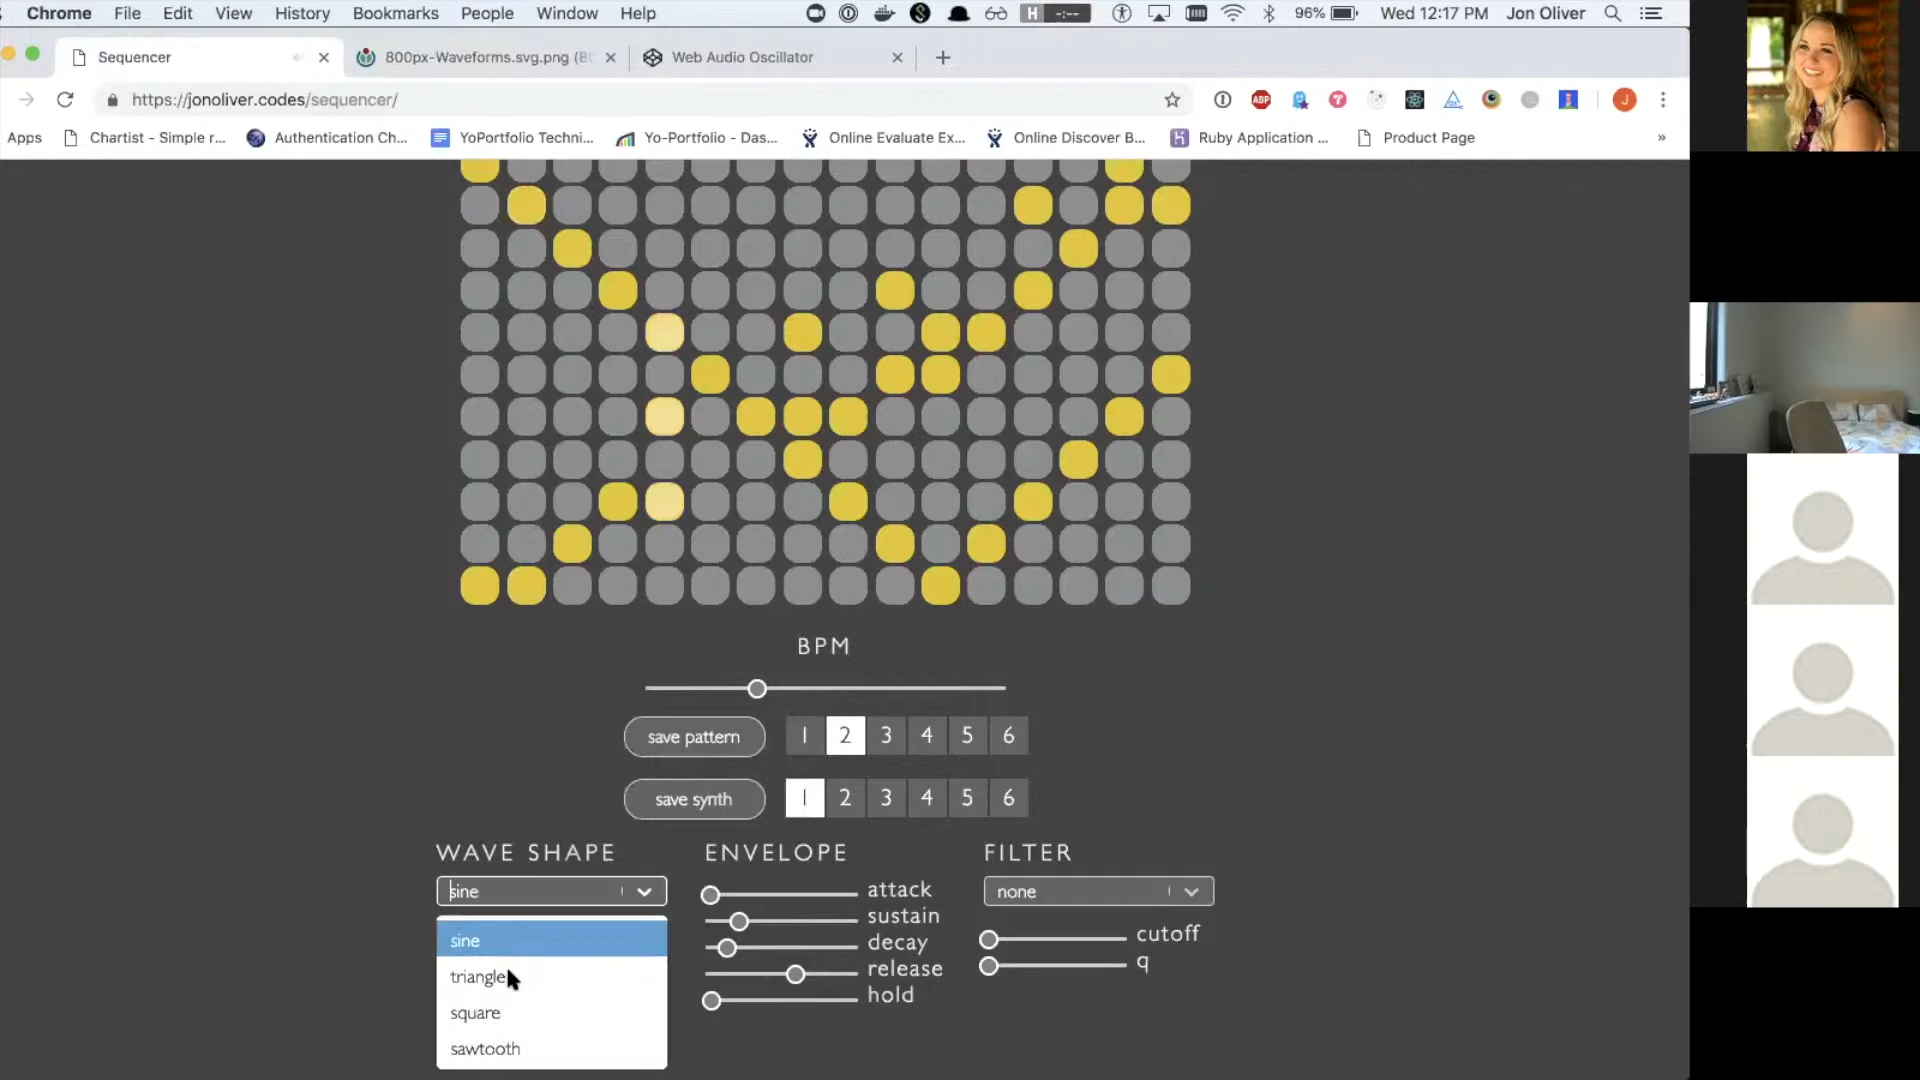 Chrome File Edit View History Bookmarks People Window Help H -:-- 96% Wed 12:17 PM Jon Oliver
Sequencer 800px-Waveforms.svg.png (8 Web Audio Oscillator
https://jonoliver.codes/sequencer/ ABP T J
Apps Chartist - Simple r... Authentication Ch... YoPortfolio Techni... Yo-Portfolio - Das... Online Evaluate Ex... Online Discover B... Ruby Application ... Product Page »
BPM
save pattern 1 2 3 4 5 6
save synth 1 2 3 4 5 6
WAVE SHAPE ENVELOPE FILTER
sine attack none
sustain
sine decay cutoff
triangle release q
square hold
sawtooth